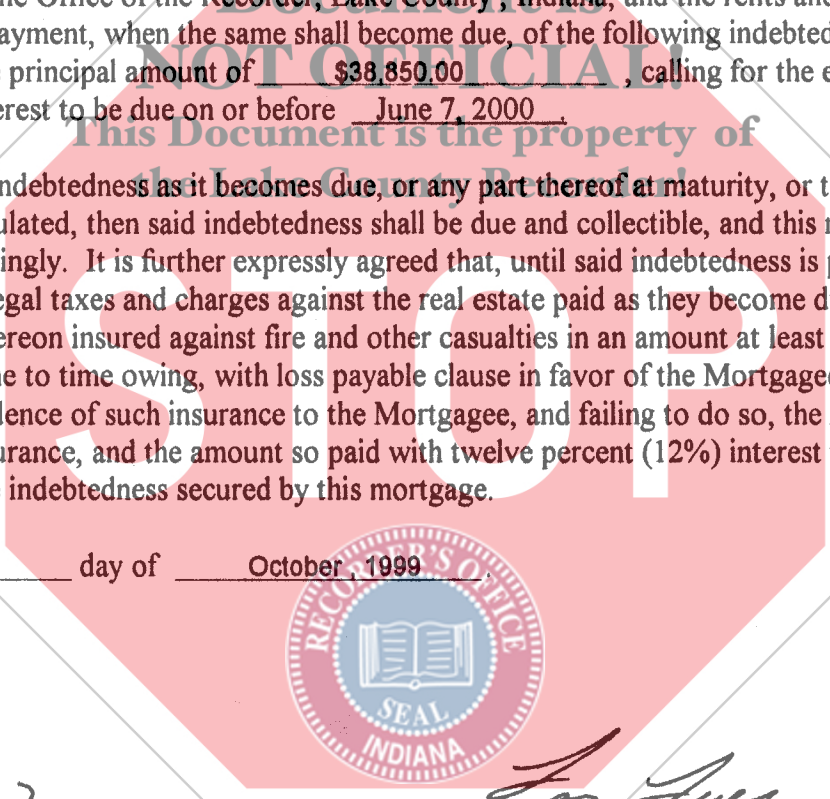 ne Office of the Recorder, Lake County, Indiana, and the rents and
Document is
ayment, when the same shall become due, of the following indebted
NOT OFFICIAL!
principal amount of $38,850.00 , calling for the e
erest to be due on or before June 7, 2000 .
This Document is the property of
the Lake County Recorder!
ndebtedness as it becomes due, or any part thereof at maturity, or t
ulated, then said indebtedness shall be due and collectible, and this
ingly. It is further expressly agreed that, until said indebtedness is
egal taxes and charges against the real estate paid as they become d
ereon insured against fire and other casualties in an amount at least
e to time owing, with loss payable clause in favor of the Mortgagee
lence of such insurance to the Mortgagee, and failing to do so, the
urance, and the amount so paid with twelve percent (12%) interest
indebtedness secured by this mortgage.
STOP
day of October , 1999 .
RECORDER'S OFFICE
SEAL
INDIANA